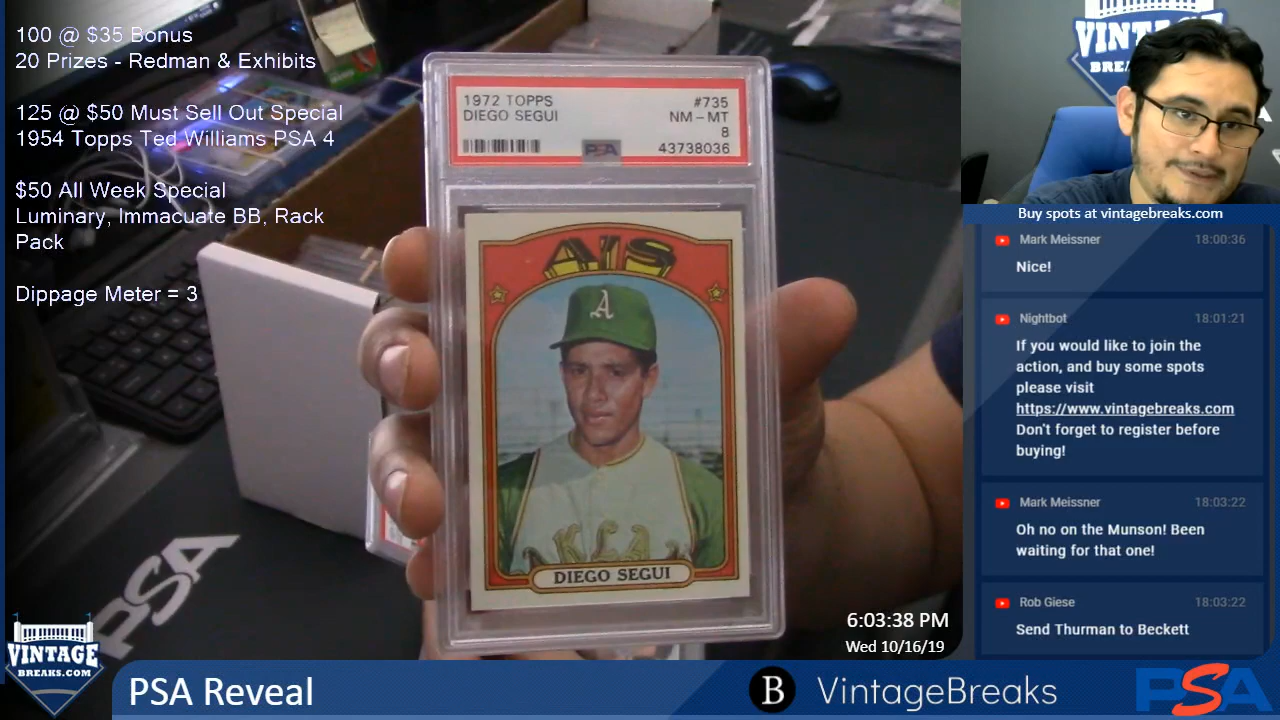 100 @ $35 Bonus
20 Prizes - Redman & Exhibits
125 @ $50 Must Sell Out Special
1954 Topps Ted Williams PSA 4
$50 All Week Special
Luminary, Immacuate BB, Rack
Pack
Dippage Meter = 3
1972 TOPPS #735
DIEGO SEGUI NM-MT
8
PSA 43738036
A'S
A
DIEGO SEGUI
PSA
VINTAGE
Buy spots at vintagebreaks.com
Mark Meissner 18:00:36
Nice!
Nightbot 18:01:21
If you would like to join the
action, and buy some spots
please visit
https://www.vintagebreaks.com
Don't forget to register before
buying!
Mark Meissner 18:03:22
Oh no on the Munson! Been
waiting for that one!
Rob Giese 18:03:22
Send Thurman to Beckett
6:03:38 PM
Wed 10/16/19
VINTAGE
BREAKS.COM
PSA Reveal
B VintageBreaks
PSA